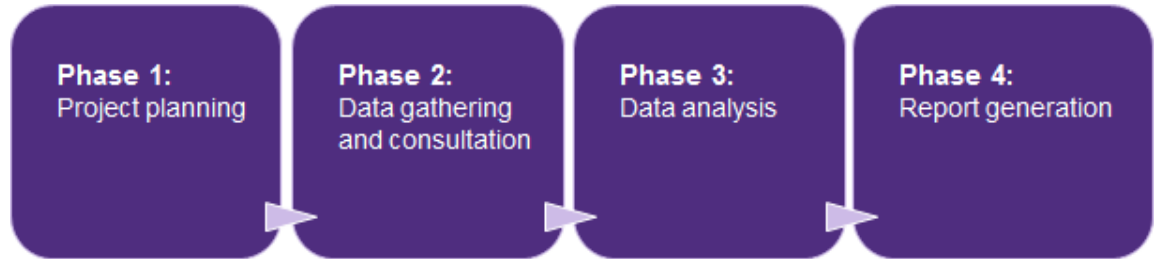 Phase 1:
Project planning
Phase 2:
Data gathering
and consultation
Phase 3:
Data analysis
Phase 4:
Report generation